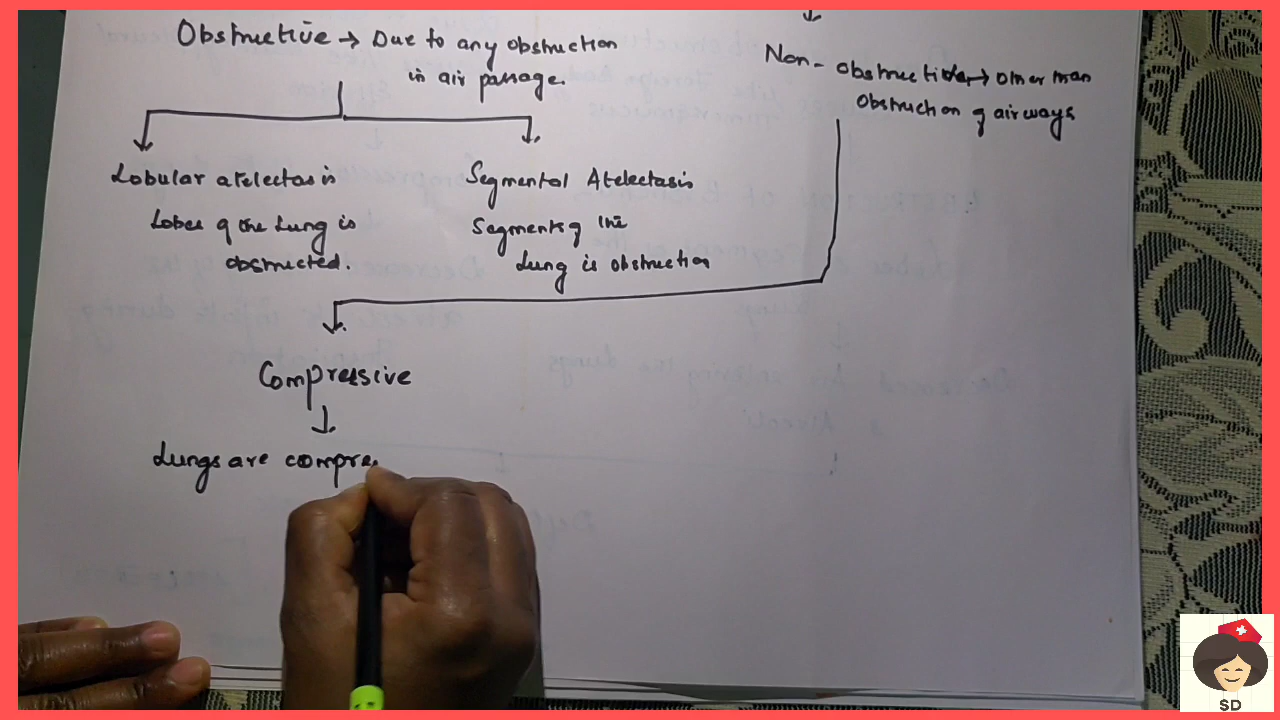 Obstructive → Due to any obstruction
in air passage.
Non-obstructive → Other than
obstruction of airways
Lobular atelectasis
Lobes of the Lung is
obstructed.
Segmental Atelectasis
Segments of the
Lung is obstruction
Compressive
Lungs are compre
SD